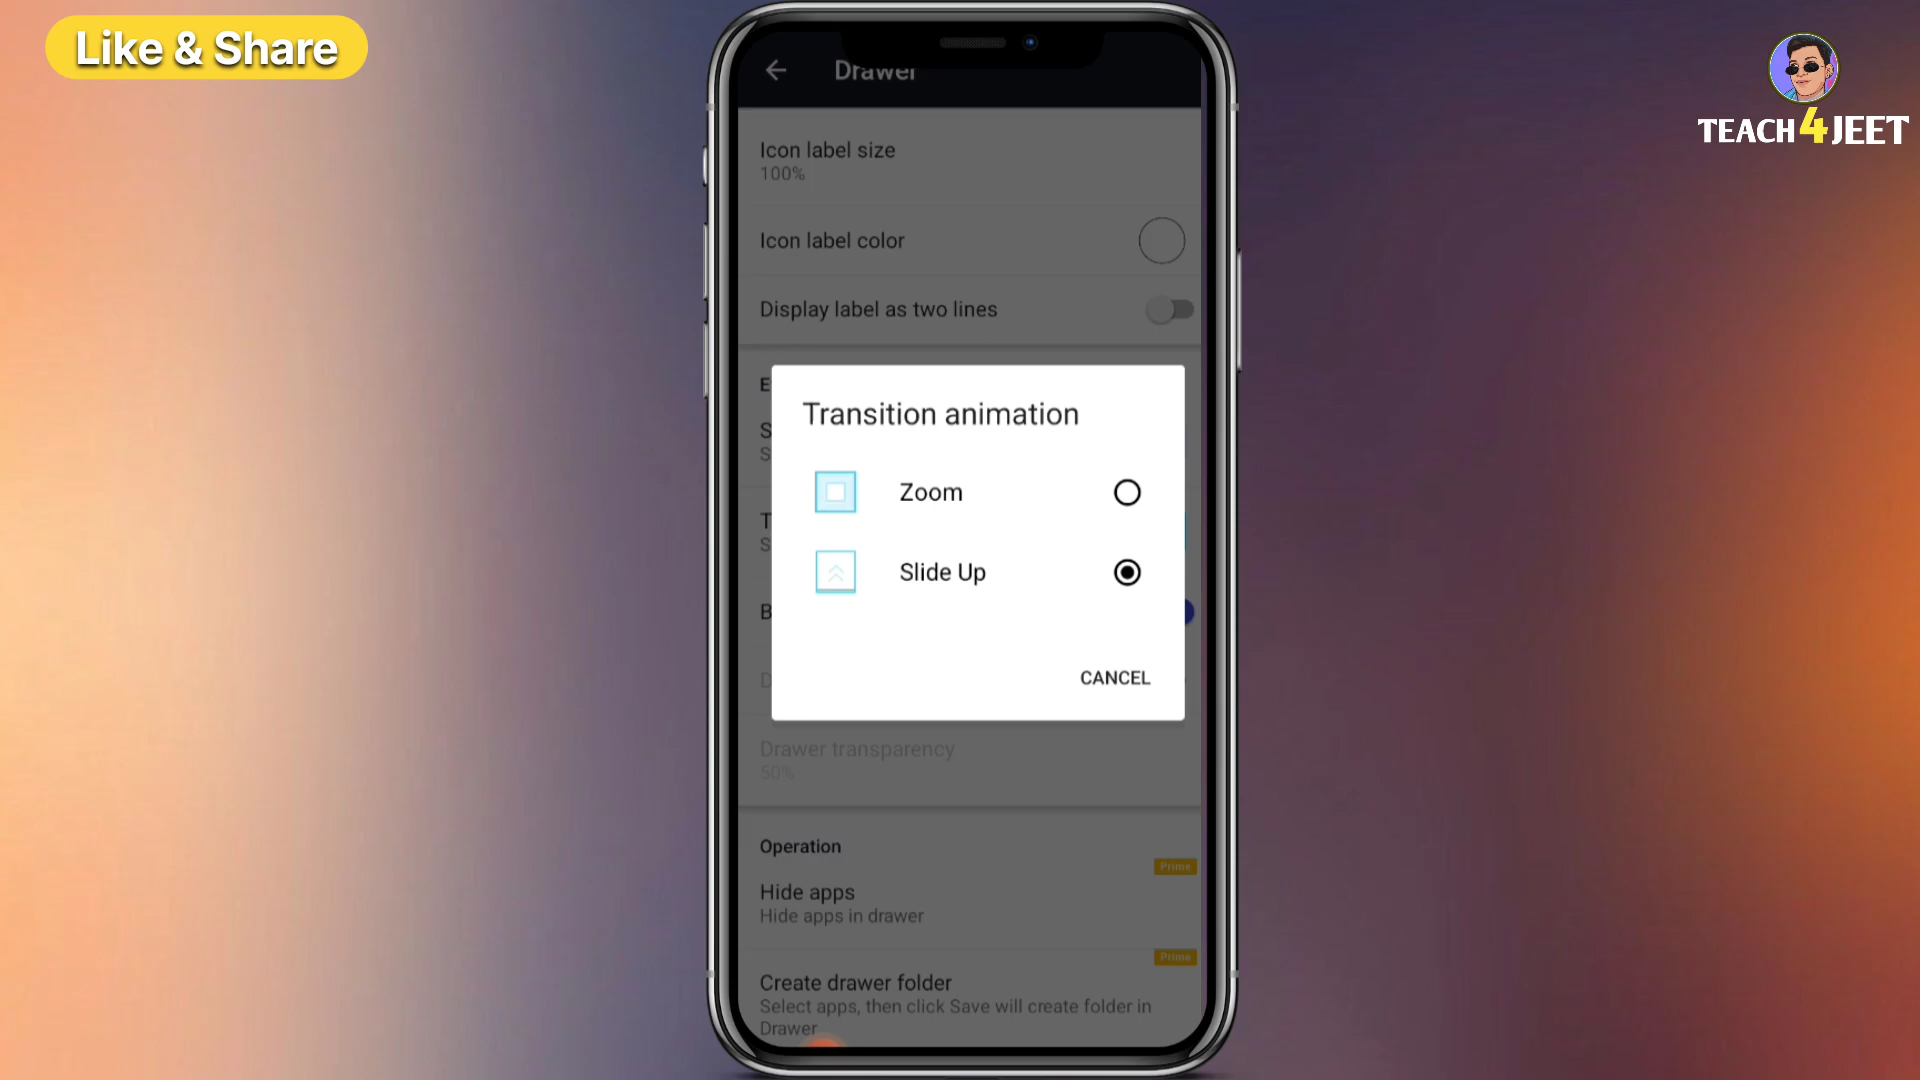 Like & Share
TEACH4JEET
Drawer
Icon label size
100%
Icon label color
Display label as two lines
E
S
S
T
S
B
D
Transition animation
Zoom
Slide Up
CANCEL
Drawer transparency
50%
Operation
Prime
Hide apps
Hide apps in drawer
Prime
Create drawer folder
Select apps, then click Save will create folder in
Drawer